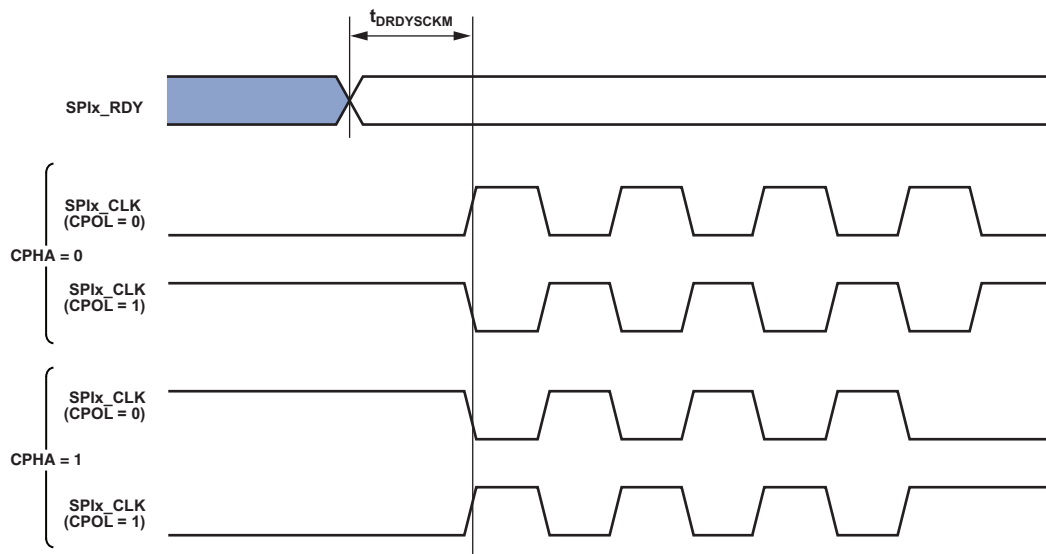 tDRDYSCKM
SPIx_RDY
SPIx_CLK
(CPOL = 0)
CPHA = 0
SPIx_CLK
(CPOL = 1)
SPIx_CLK
(CPOL = 0)
CPHA = 1
SPIx_CLK
(CPOL = 1)